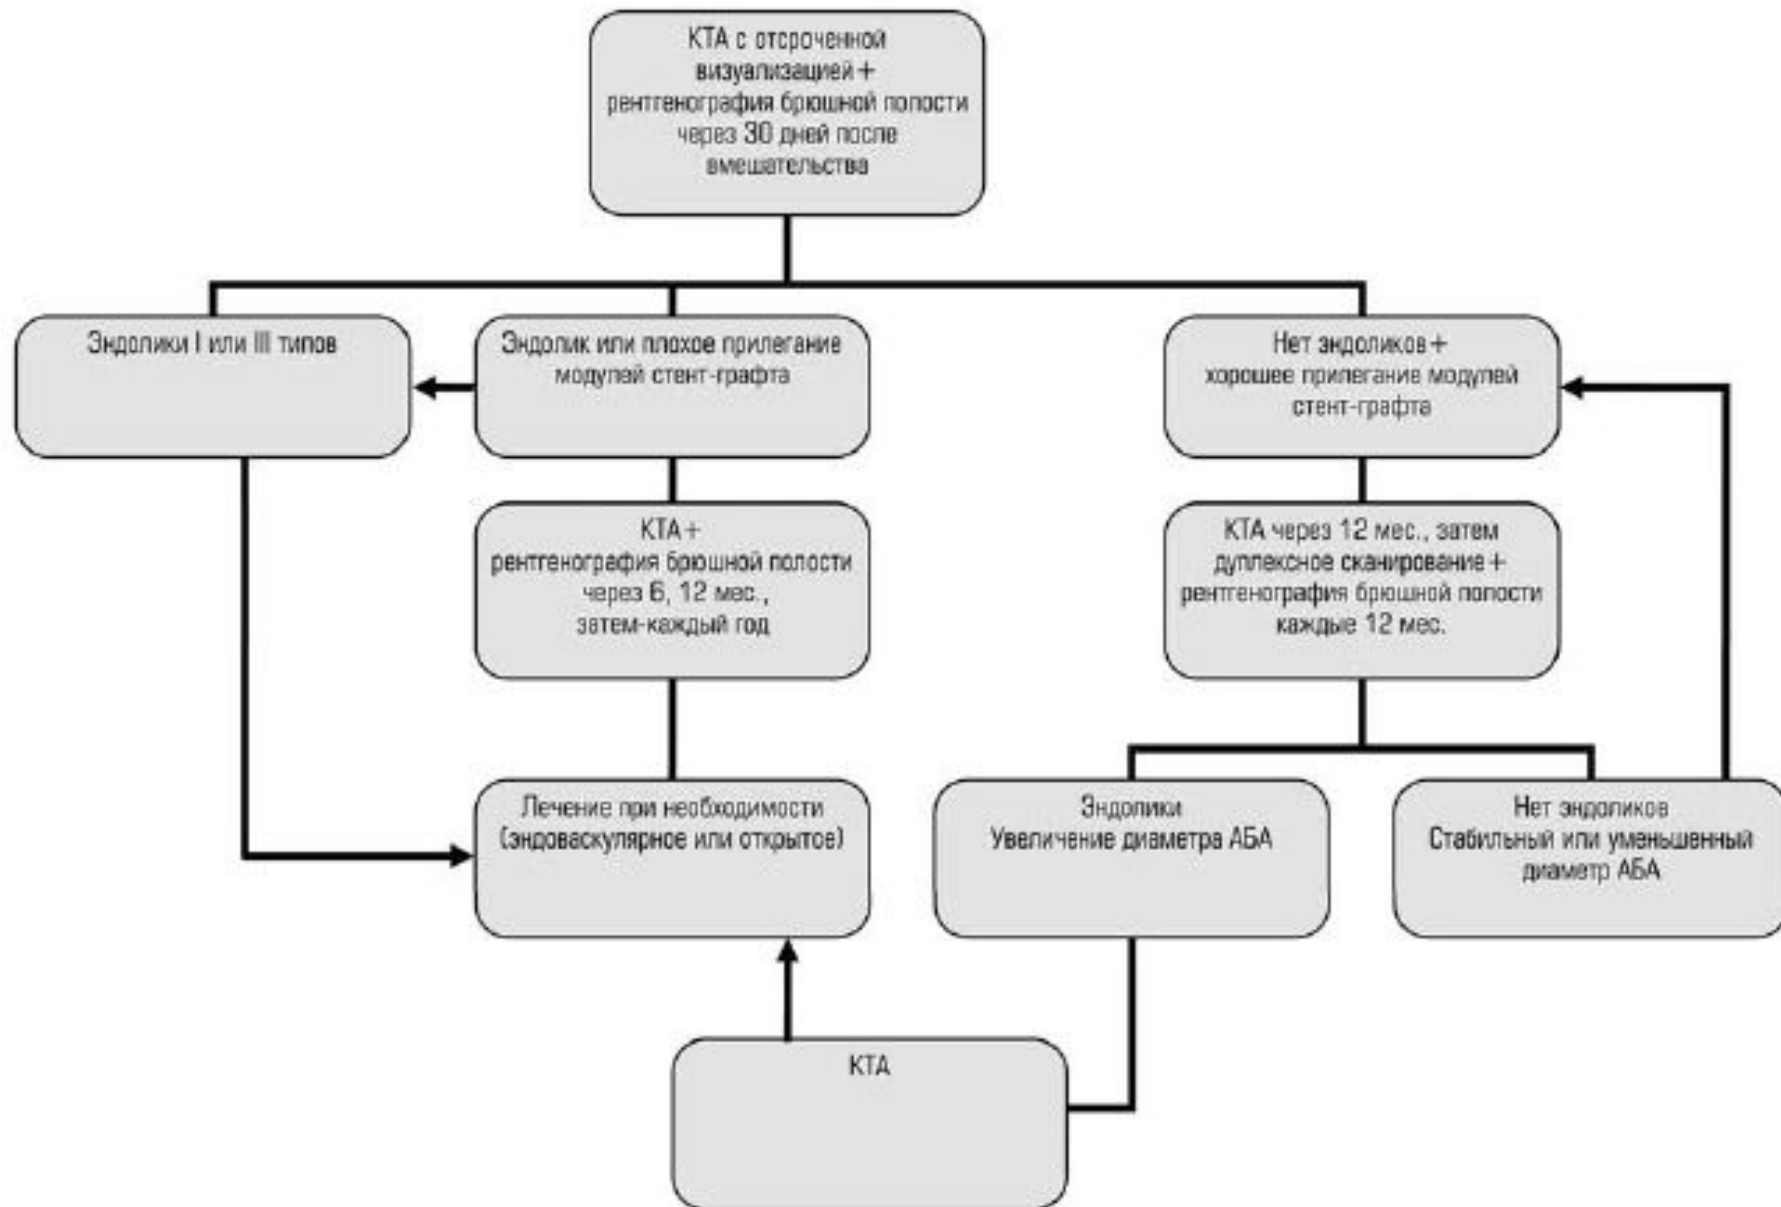 КТА с отсроченной
визуализацией +
рентгенография брюшной полости
через 30 дней после
вмешательства
Эндолики I или III типов
Эндолик или плохое прилегание
модулей стент-графта
Нет эндоликов +
хорошее прилегание модулей
стент-графта
КТА +
рентгенография брюшной полости
через 6, 12 мес.,
затем-каждый год
КТА через 12 мес., затем
дуплексное сканирование +
рентгенография брюшной полости
каждые 12 мес.
Лечение при необходимости
(эндоваскулярное или открытое)
Эндолики
Увеличение диаметра АБА
Нет эндоликов
Стабильный или уменьшенный
диаметр АБА
КТА